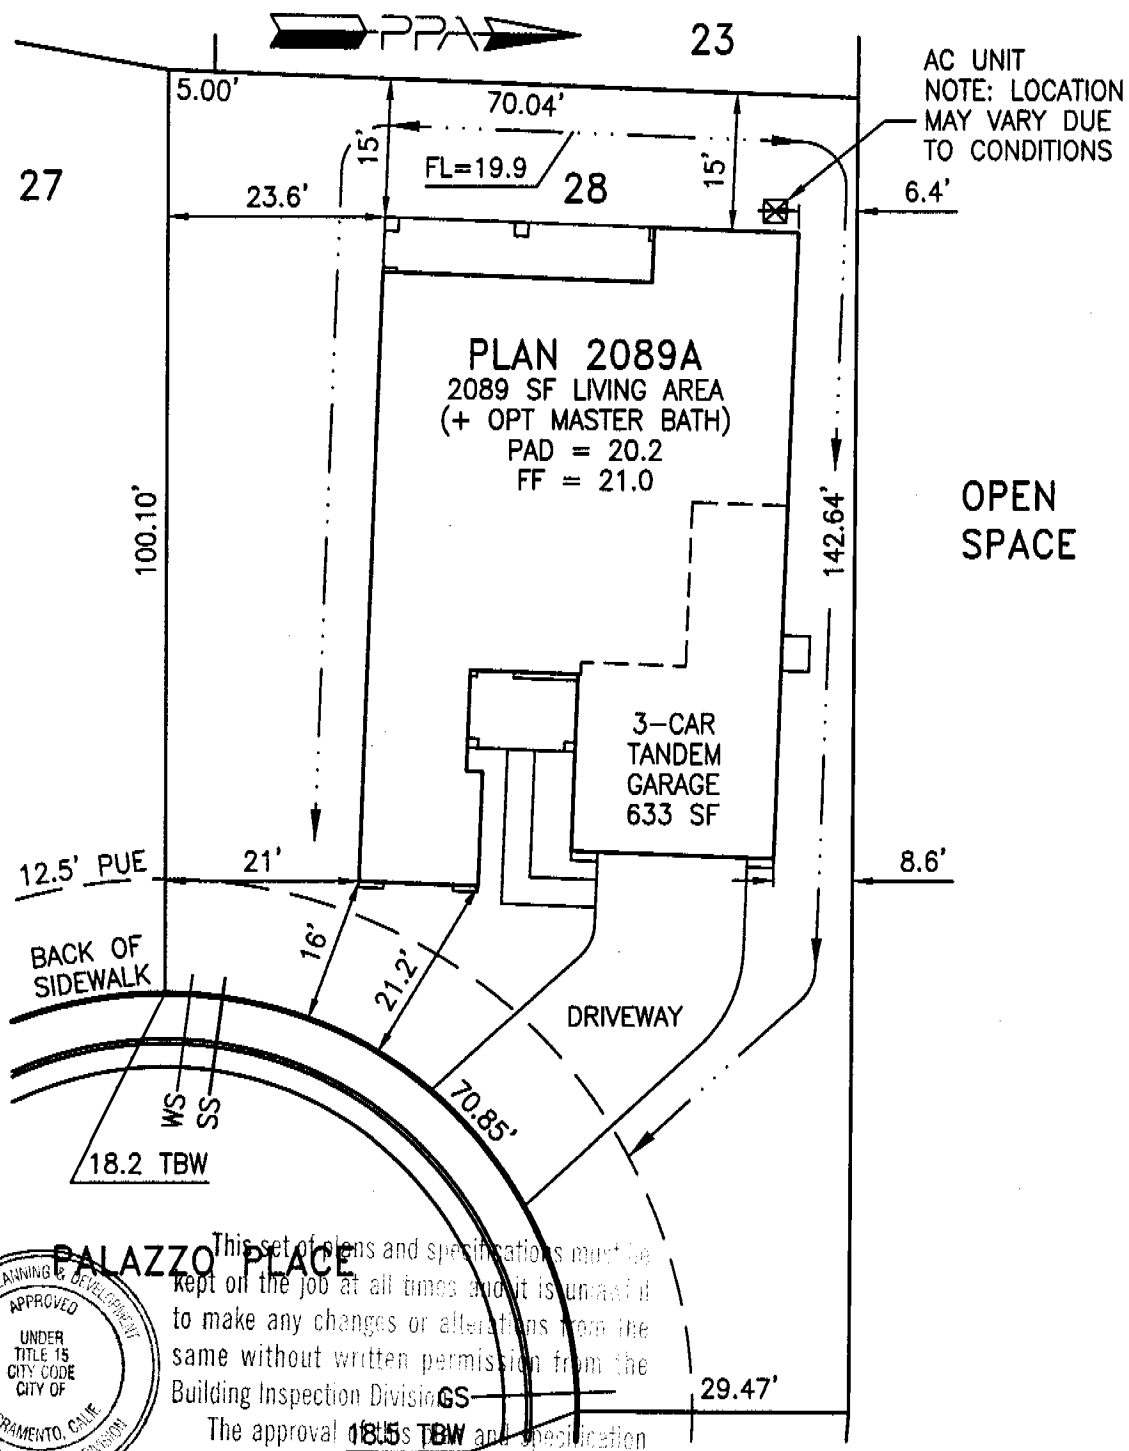 PPA
23
AC UNIT
NOTE: LOCATION
MAY VARY DUE
TO CONDITIONS
5.00'
70.04'
15'
FL=19.9
15'
27
23.6'
28
6.4'
PLAN 2089A
2089 SF LIVING AREA
(+ OPT MASTER BATH)
PAD = 20.2
FF = 21.0
100.10'
142.64'
OPEN
SPACE
3-CAR
TANDEM
GARAGE
633 SF
12.5' PUE
21'
8.6'
BACK OF
SIDEWALK
16'
21.2'
DRIVEWAY
WS
SS
70.85'
18.2 TBW
PALAZZO PLACE
This set of plans and specifications must be
kept on the job at all times and it is unlawful
to make any changes or alterations from the
same without written permission from the
Building Inspection Division
The approval of this plan and specification
GS
18.5 TBW
29.47'
PLANNING & DEVELOPMENT
APPROVED
UNDER
TITLE 15
CITY CODE
CITY OF
SACRAMENTO, CALIF.
DIVISION